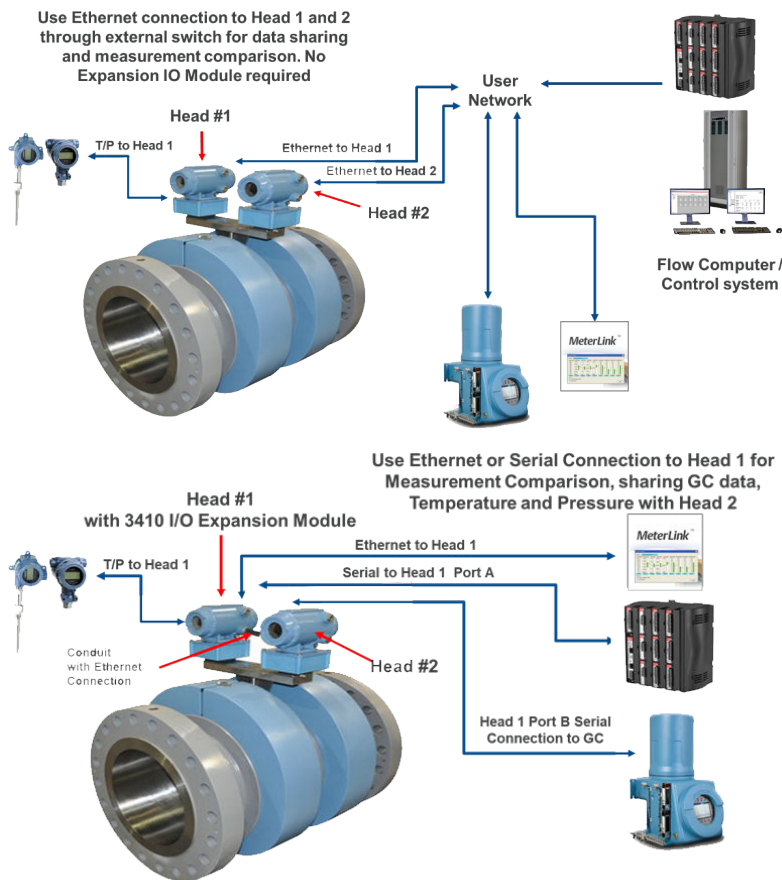 Use Ethernet connection to Head 1 and 2
through external switch for data sharing
and measurement comparison. No
Expansion IO Module required
User
Network
Head #1
T/P to Head 1
Ethernet to Head 1
Ethernet to Head 2
Head #2
Flow Computer /
Control system
MeterLink™
Use Ethernet or Serial Connection to Head 1 for
Measurement Comparison, sharing GC data,
Temperature and Pressure with Head 2
Head #1
with 3410 I/O Expansion Module
MeterLink™
Ethernet to Head 1
T/P to Head 1
Serial to Head 1 Port A
Conduit
with Ethernet
Connection
Head #2
Head 1 Port B Serial
Connection to GC